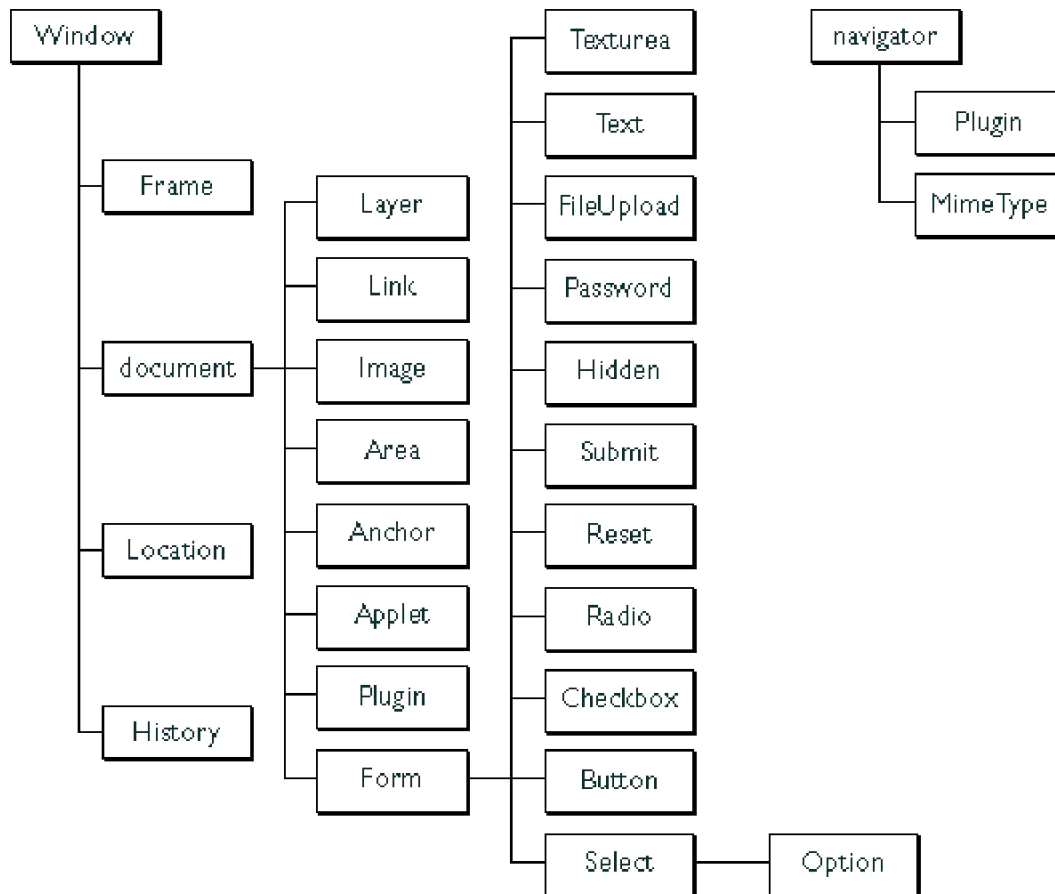 Window
Frame
document
Location
History
Layer
Link
Image
Area
Anchor
Applet
Plugin
Form
Texturea
Text
FileUpload
Password
Hidden
Submit
Reset
Radio
Checkbox
Button
Select
Option
navigator
Plugin
MimeType